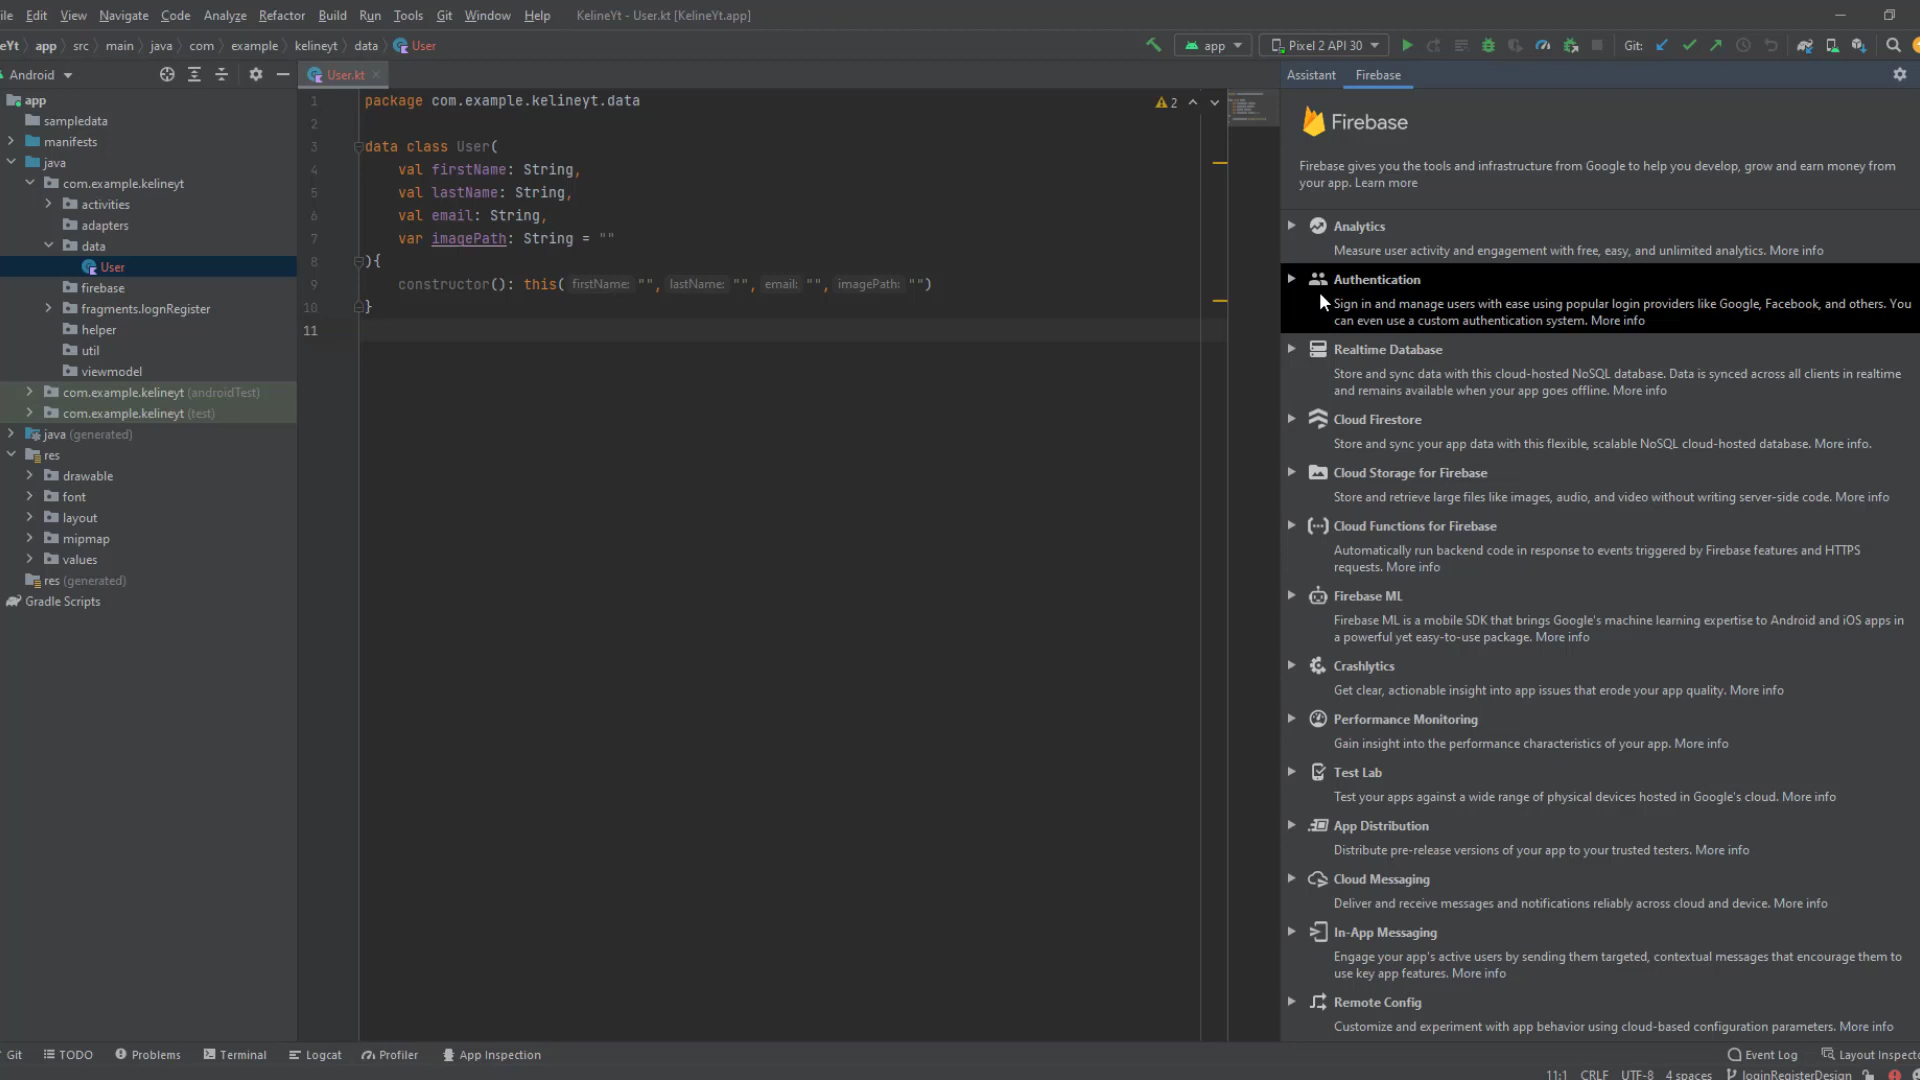 ile Edit View Navigate Code Analyze Refactor Build Run Tools Git Window Help KelineYt - User.kt [KelineYt.app]
eYt app src main java com example kelineyt data User app Pixel 2 API 30 Git:
Android
app
sampledata
manifests
java
com.example.kelineyt
activities
adapters
data
User
firebase
fragments.lognRegister
helper
util
viewmodel
com.example.kelineyt (androidTest)
com.example.kelineyt (test)
java (generated)
res
drawable
font
layout
mipmap
values
res (generated)
Gradle Scripts
User.kt
2
1 package com.example.kelineyt.data
2
3 data class User(
4 val firstName: String,
5 val lastName: String,
6 val email: String,
7 var imagePath: String = ""
8 ){
9 constructor(): this( firstName: "", lastName: "", email: "", imagePath: "")
10 }
11
Assistant Firebase
Firebase
Firebase gives you the tools and infrastructure from Google to help you develop, grow and earn money from
your app. Learn more
Analytics
Measure user activity and engagement with free, easy, and unlimited analytics. More info
Authentication
Sign in and manage users with ease using popular login providers like Google, Facebook, and others. You
can even use a custom authentication system. More info
Realtime Database
Store and sync data with this cloud-hosted NoSQL database. Data is synced across all clients in realtime
and remains available when your app goes offline. More info
Cloud Firestore
Store and sync your app data with this flexible, scalable NoSQL cloud-hosted database. More info.
Cloud Storage for Firebase
Store and retrieve large files like images, audio, and video without writing server-side code. More info
Cloud Functions for Firebase
Automatically run backend code in response to events triggered by Firebase features and HTTPS
requests. More info
Firebase ML
Firebase ML is a mobile SDK that brings Google's machine learning expertise to Android and iOS apps in
a powerful yet easy-to-use package. More info
Crashlytics
Get clear, actionable insight into app issues that erode your app quality. More info
Performance Monitoring
Gain insight into the performance characteristics of your app. More info
Test Lab
Test your apps against a wide range of physical devices hosted in Google's cloud. More info
App Distribution
Distribute pre-release versions of your app to your trusted testers. More info
Cloud Messaging
Deliver and receive messages and notifications reliably across cloud and device. More info
In-App Messaging
Engage your app's active users by sending them targeted, contextual messages that encourage them to
use key app features. More info
Remote Config
Customize and experiment with app behavior using cloud-based configuration parameters. More info
Git TODO Problems Terminal Logcat Profiler App Inspection Event Log Layout Inspecto
11:1 CRLF UTF-8 4 spaces loginRegisterDesign